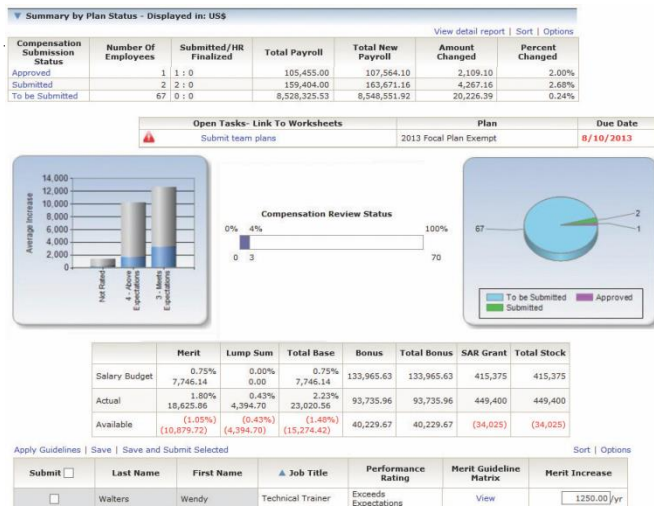 Summary by Plan Status - Displayed in: US$
View detail report | Sort | Options
Compensation Submission Status Number Of Employees Submitted/HR Finalized Total Payroll Total New Payroll Amount Changed Percent Changed
Approved 1 1 : 0 105,455.00 107,564.10 2,109.10 2.00%
Submitted 2 2 : 0 159,404.00 163,671.16 4,267.16 2.68%
To be Submitted 67 0 : 0 8,528,325.53 8,548,551.92 20,226.39 0.24%
Open Tasks- Link To Worksheets Plan Due Date
Submit team plans 2013 Focal Plan Exempt 8/10/2013
Average Increase
14,000
12,000
10,000
8,000
6,000
4,000
2,000
0
Not Rated
4 - Above Expectations
3 - Meets Expectations
Compensation Review Status
0% 4% 100%
0 3 70
67
2
1
To be Submitted Approved
Submitted
Merit Lump Sum Total Base Bonus Total Bonus SAR Grant Total Stock
Salary Budget 0.75% 7,746.14 0.00% 0.00 0.75% 7,746.14 133,965.63 133,965.63 415,375 415,375
Actual 1.80% 18,625.86 0.43% 4,394.70 2.23% 23,020.56 93,735.96 93,735.96 449,400 449,400
Available (1.05%) (10,879.72) (0.43%) (4,394.70) (1.48%) (15,274.42) 40,229.67 40,229.67 (34,025) (34,025)
Apply Guidelines | Save | Save and Submit Selected Sort | Options
Submit Last Name First Name Job Title Performance Rating Merit Guideline Matrix Merit Increase
Walters Wendy Technical Trainer Exceeds Expectations View 1250.00 /yr